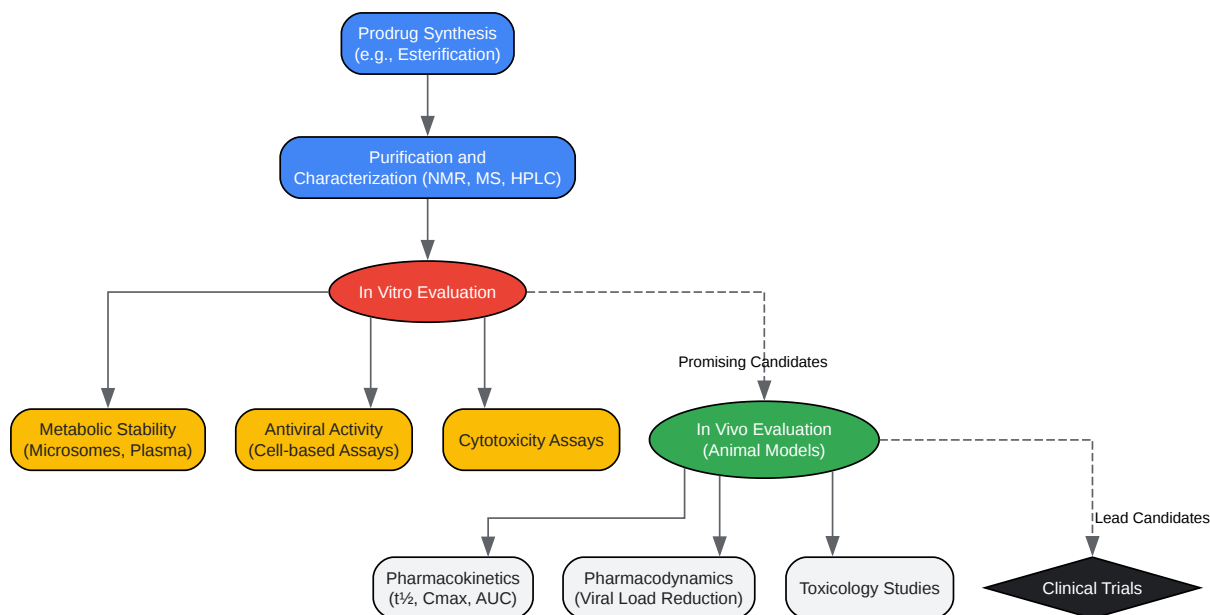 Prodrug Synthesis
(e.g., Esterification)
Purification and
Characterization (NMR, MS, HPLC)
In Vitro Evaluation
Promising Candidates
Metabolic Stability
(Microsomes, Plasma)
Antiviral Activity
(Cell-based Assays)
Cytotoxicity Assays
In Vivo Evaluation
(Animal Models)
Lead Candidates
Pharmacokinetics
(t½, Cmax, AUC)
Pharmacodynamics
(Viral Load Reduction)
Toxicology Studies
Clinical Trials